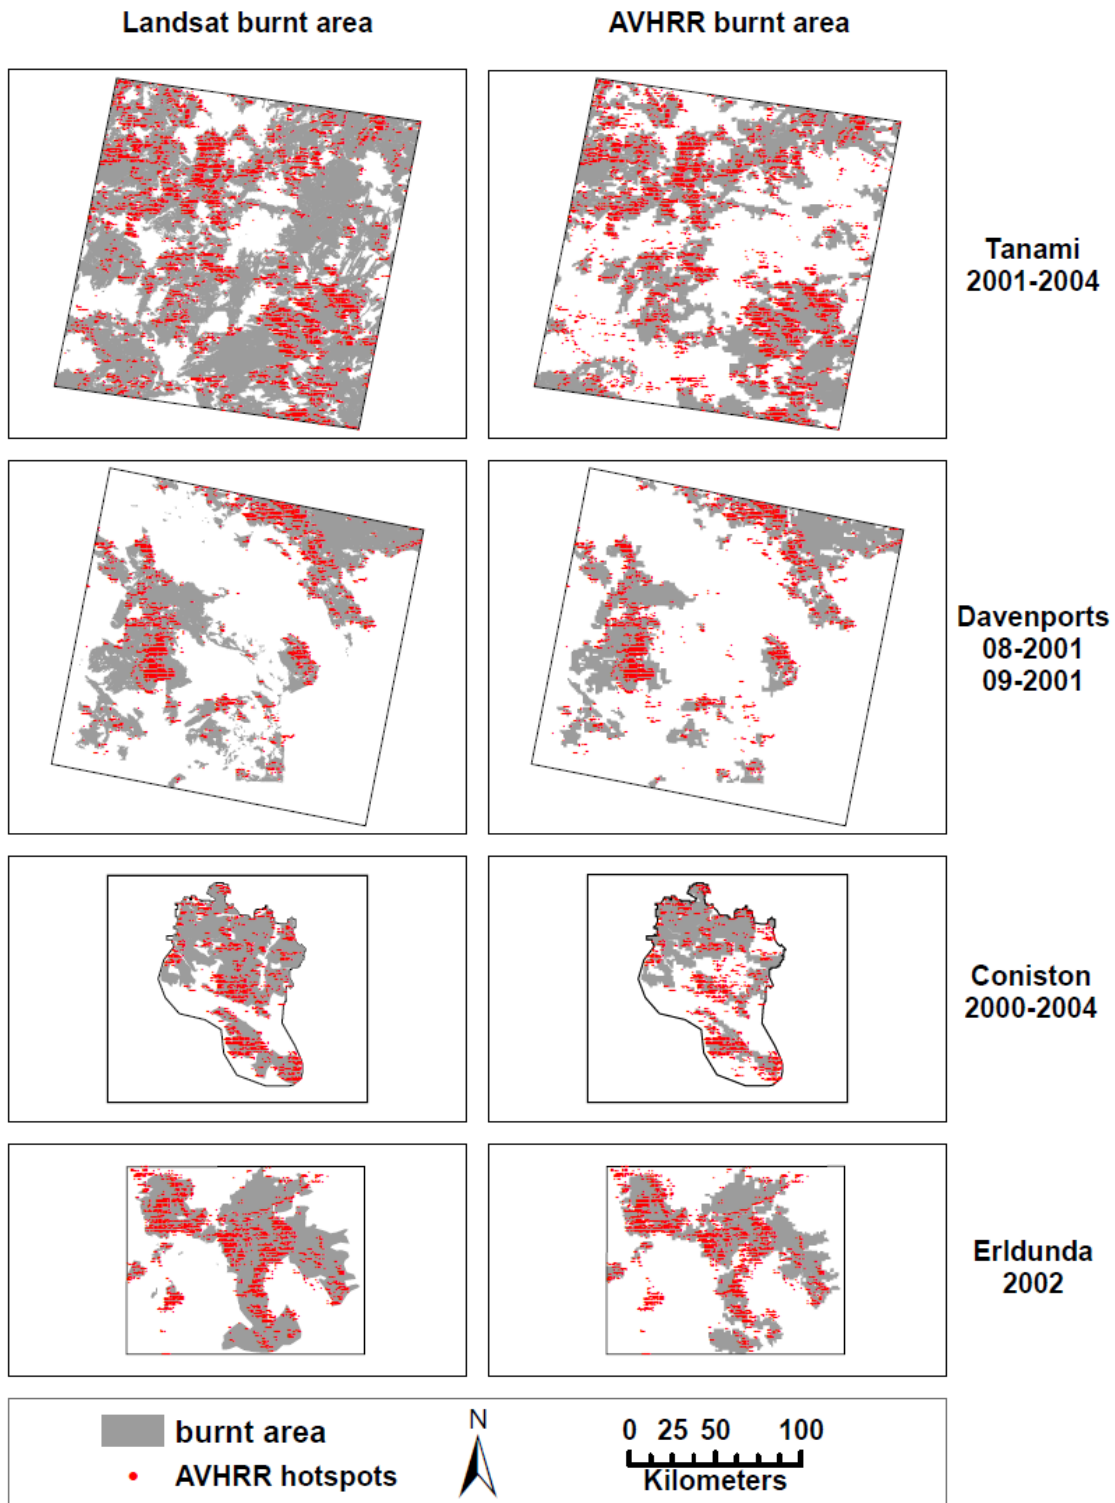 Landsat burnt area
AVHRR burnt area
Tanami
2001-2004
Davenports
08-2001
09-2001
Coniston
2000-2004
Erldunda
2002
burnt area
AVHRR hotspots
N
0 25 50 100
Kilometers